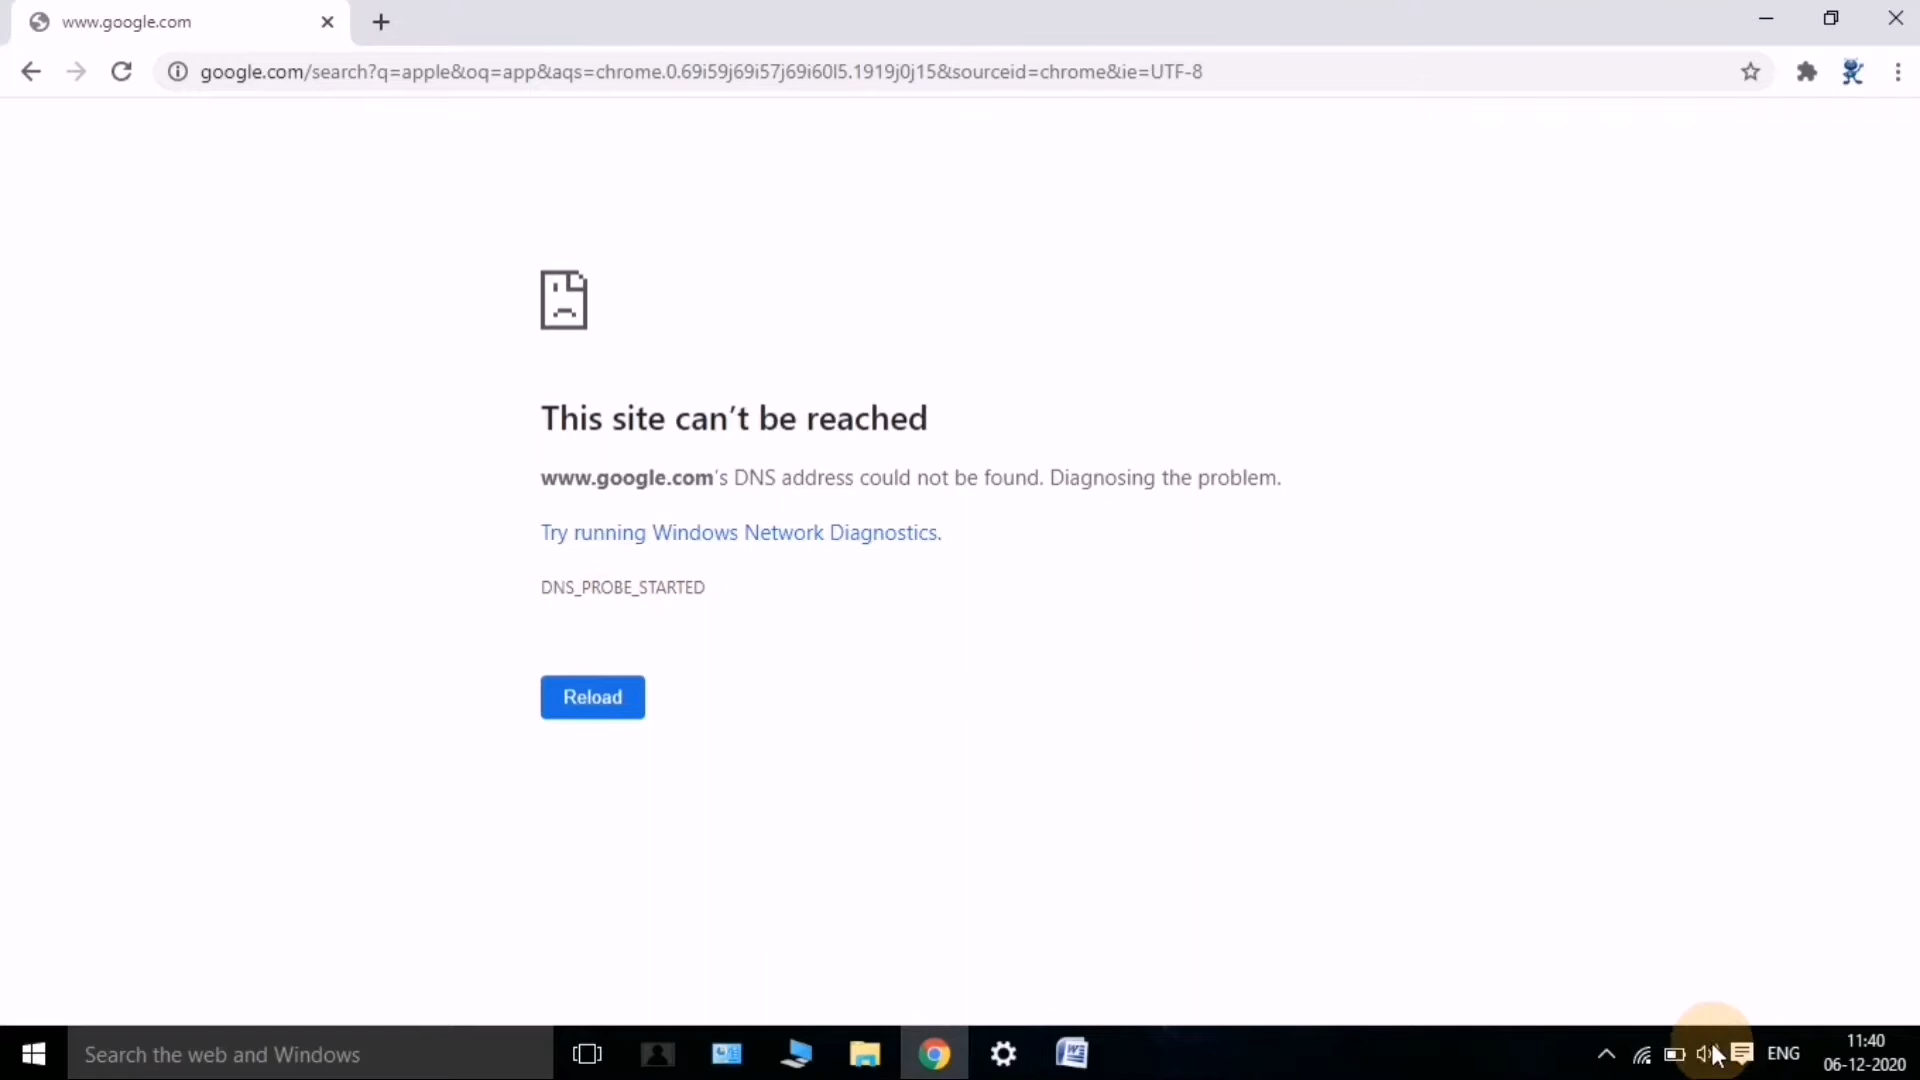 www.google.com
google.com/search?q=apple&oq=app&aqs=chrome.0.69i59j69i57j69i60l5.1919j0j15&sourceid=chrome&ie=UTF-8
This site can’t be reached
www.google.com’s DNS address could not be found. Diagnosing the problem.
Try running Windows Network Diagnostics.
DNS_PROBE_STARTED
Reload
Search the web and Windows
ENG
11:40
06-12-2020